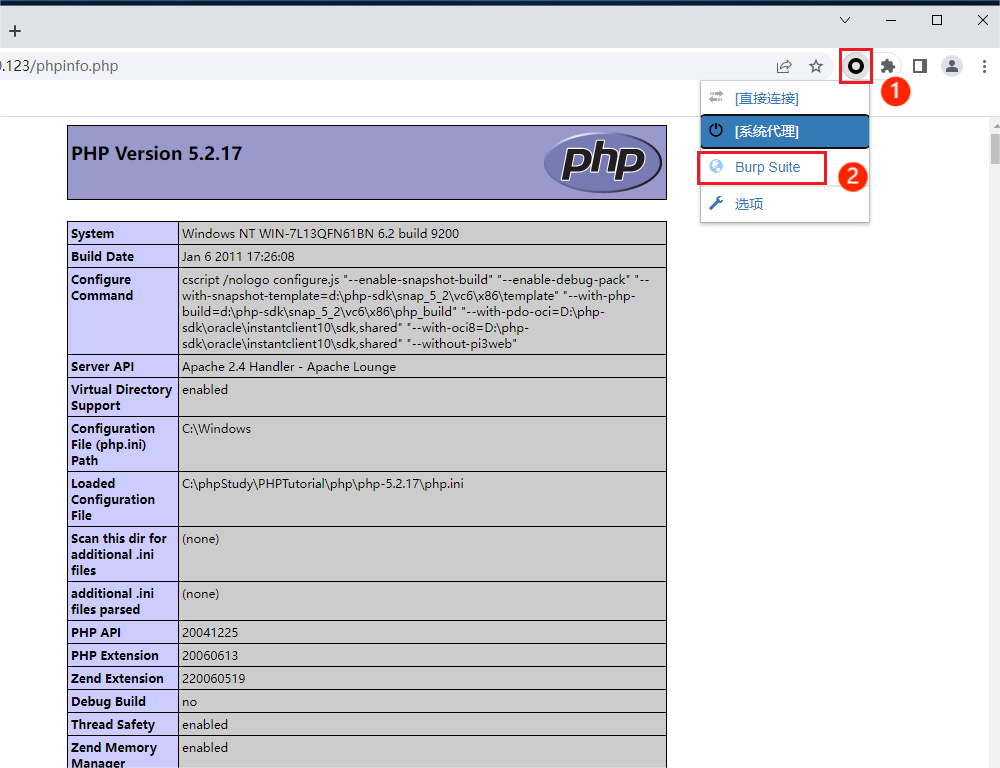 0.123/phpinfo.php
1
[直接连接]
[系统代理]
Burp Suite
2
选项
PHP Version 5.2.17
php
System
Windows NT WIN-7L13QFN61BN 6.2 build 9200
Build Date
Jan 6 2011 17:26:08
Configure
Command
cscript /nologo configure.js "--enable-snapshot-build" "--enable-debug-pack" "--
with-snapshot-template=d:\php-sdk\snap_5_2\vc6\x86\template" "--with-php-
build=d:\php-sdk\snap_5_2\vc6\x86\php_build" "--with-pdo-oci=D:\php-
sdk\oracle\instantclient10\sdk,shared" "--with-oci8=D:\php-
sdk\oracle\instantclient10\sdk,shared" "--without-pi3web"
Server API
Apache 2.4 Handler - Apache Lounge
Virtual Directory
Support
enabled
Configuration
File (php.ini)
Path
C:\Windows
Loaded
Configuration
File
C:\phpStudy\PHPTutorial\php\php-5.2.17\php.ini
Scan this dir for
additional .ini
files
(none)
additional .ini
files parsed
(none)
PHP API
20041225
PHP Extension
20060613
Zend Extension
220060519
Debug Build
no
Thread Safety
enabled
Zend Memory
Manager
enabled